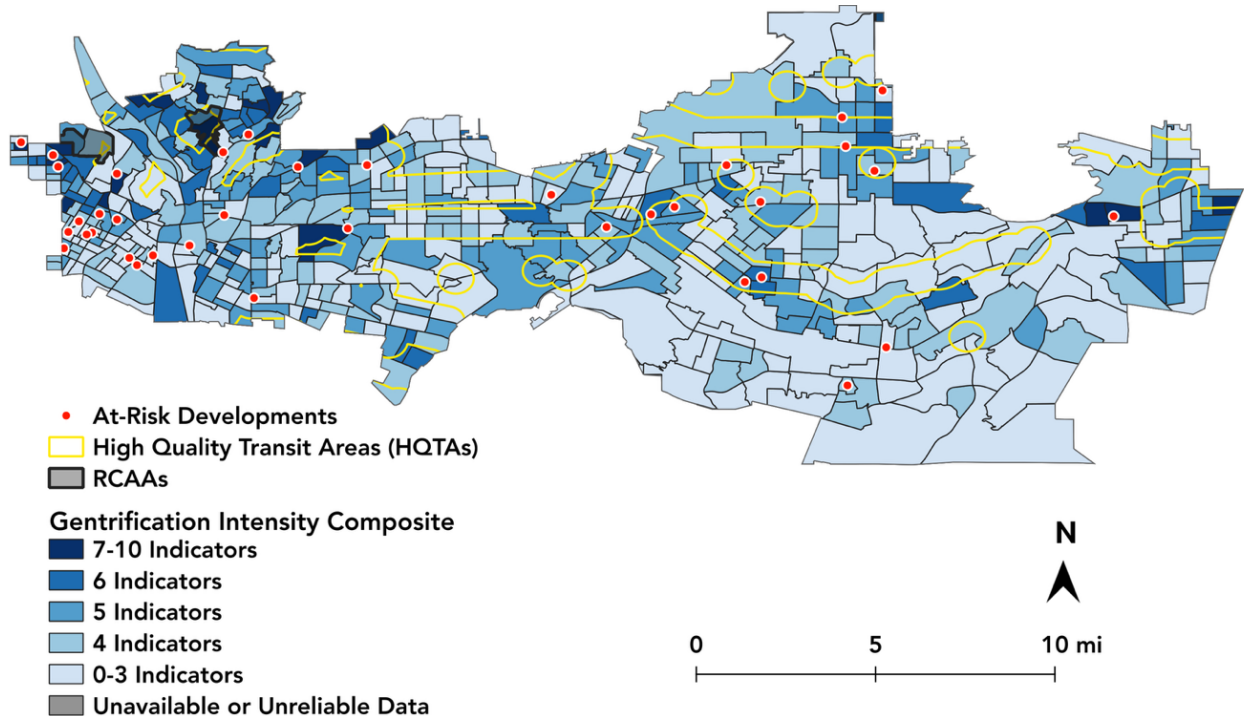 At-Risk Developments
High Quality Transit Areas (HQTAs)
RCAAs
Gentrification Intensity Composite
7-10 Indicators
6 Indicators
5 Indicators
4 Indicators
0-3 Indicators
Unavailable or Unreliable Data
N
0 5 10 mi